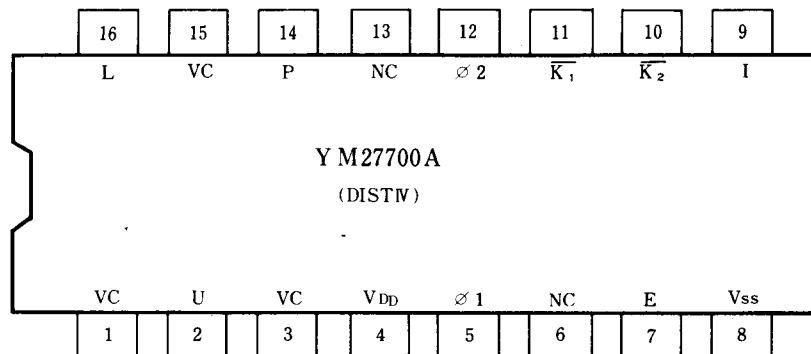 16 15 14 13 12 11 10 9
L VC P NC ∅2 K̅₁̅ K̅₂̅ I
YM27700A
(DISTⅣ)
VC U VC VDD ∅1 NC E Vss
1 2 3 4 5 6 7 8